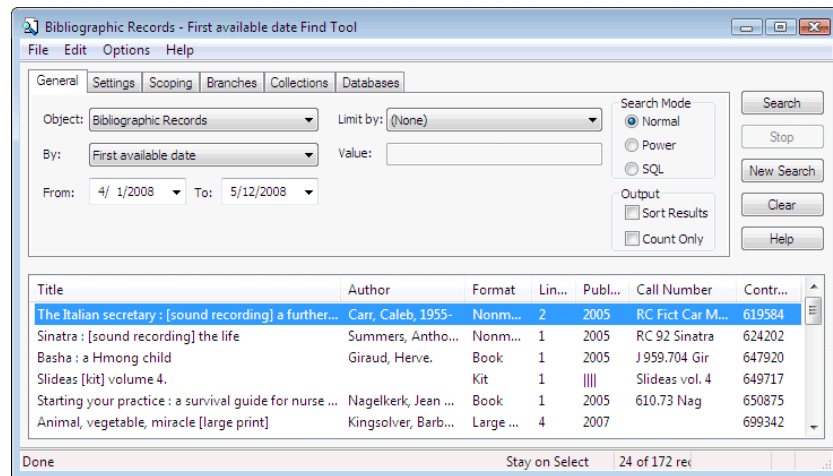 Bibliographic Records - First available date Find Tool
File Edit Options Help
General Settings Scoping Branches Collections Databases
Object: Bibliographic Records Limit by: (None) Search Mode Search
Normal
Power Stop
By: First available date Value:
SQL New Search
From: 4/ 1/2008 To: 5/12/2008 Output
Sort Results Clear
Count Only Help
Title Author Format Lin... Publ... Call Number Contr...
The Italian secretary : [sound recording] a further... Carr, Caleb, 1955- Nonm... 2 2005 RC Fict Car M... 619584
Sinatra : [sound recording] the life Summers, Antho... Nonm... 1 2005 RC 92 Sinatra 624202
Basha : a Hmong child Giraud, Herve. Book 1 2005 J 959.704 Gir 647920
Slideas [kit] volume 4. Kit 1 |||| Slideas vol. 4 649717
Starting your practice : a survival guide for nurse ... Nagelkerk, Jean ... Book 1 2005 610.73 Nag 650875
Animal, vegetable, miracle [large print] Kingsolver, Barb... Large ... 4 2007 699342
Done Stay on Select 24 of 172 rec